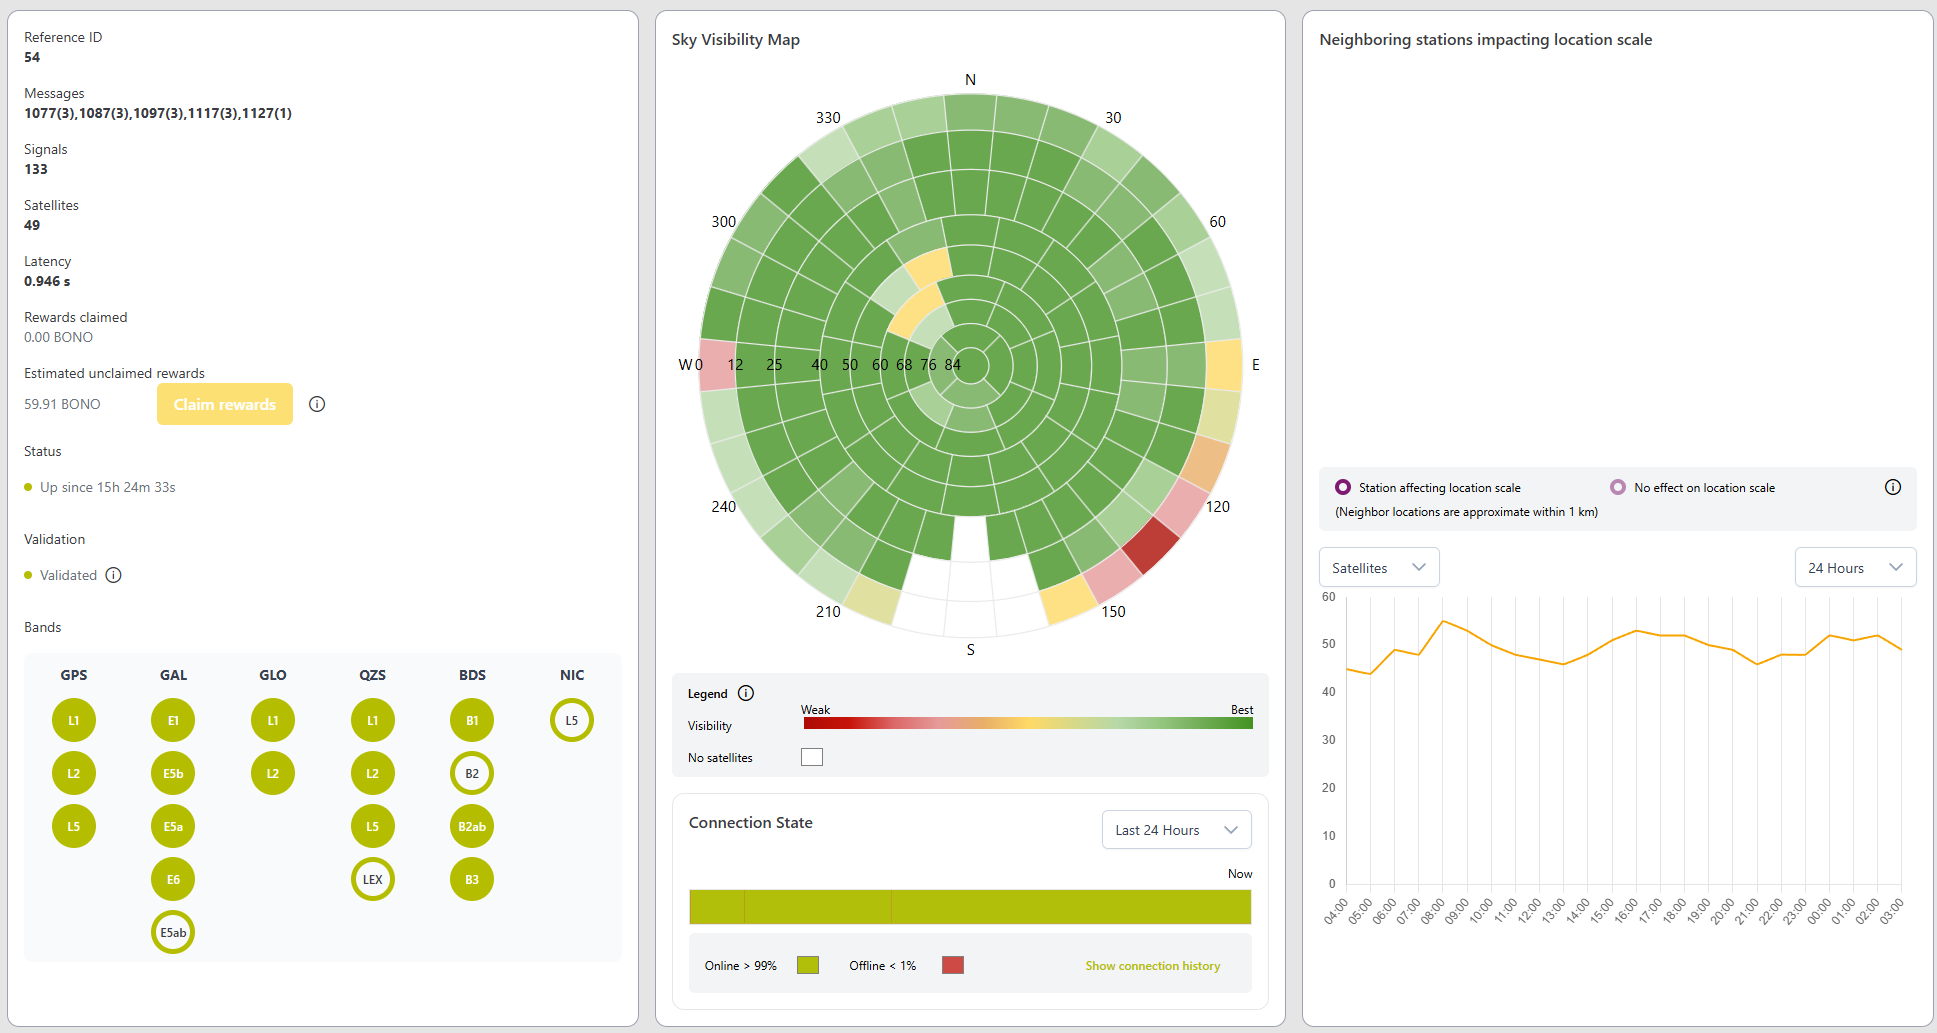 Reference ID
54
Messages
1077(3),1087(3),1097(3),1117(3),1127(1)
Signals
133
Satellites
49
Latency
0.946 s
Rewards claimed
0.00 BONO
Estimated unclaimed rewards
59.91 BONO
Claim rewards
Status
Up since 15h 24m 33s
Validation
Validated
Bands
GPS GAL GLO QZS BDS NIC
L1 E1 L1 L1 B1 L5
L2 E5b L2 L2 B2
L5 E5a L5 B2ab
E6 LEX B3
E5ab
Sky Visibility Map
N
330 30
300 60
W 0 12 25 40 50 60 68 76 84 E
240 120
210 150
S
Legend
Weak Best
Visibility
No satellites
Connection State
Last 24 Hours
Now
Online > 99% Offline < 1% Show connection history
Neighboring stations impacting location scale
Station affecting location scale No effect on location scale
(Neighbor locations are approximate within 1 km)
Satellites 24 Hours
60
50
40
30
20
10
0
04:00 05:00 06:00 07:00 08:00 09:00 10:00 11:00 12:00 13:00 14:00 15:00 16:00 17:00 18:00 19:00 20:00 21:00 22:00 23:00 00:00 01:00 02:00 03:00